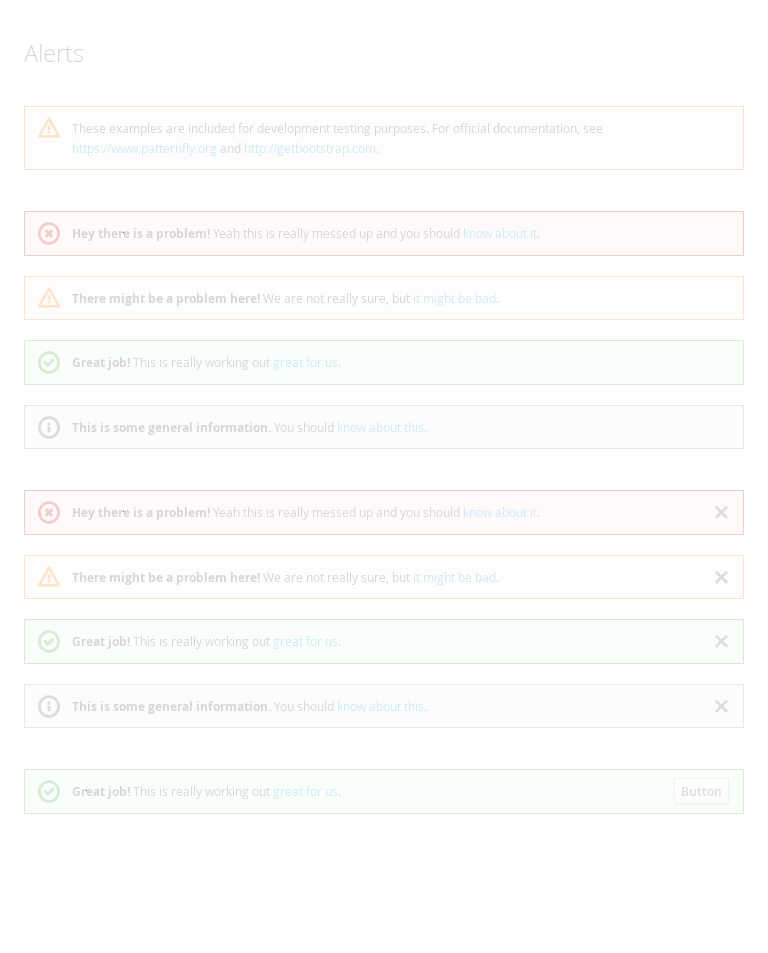 Alerts
These examples are included for development testing purposes. For official documentation, see
https://www.patternfly.org and http://getbootstrap.com.
Hey there is a problem! Yeah this is really messed up and you should know about it.
There might be a problem here! We are not really sure, but it might be bad.
Great job! This is really working out great for us.
This is some general information. You should know about this.
Hey there is a problem! Yeah this is really messed up and you should know about it.
There might be a problem here! We are not really sure, but it might be bad.
Great job! This is really working out great for us.
This is some general information. You should know about this.
Great job! This is really working out great for us. Button